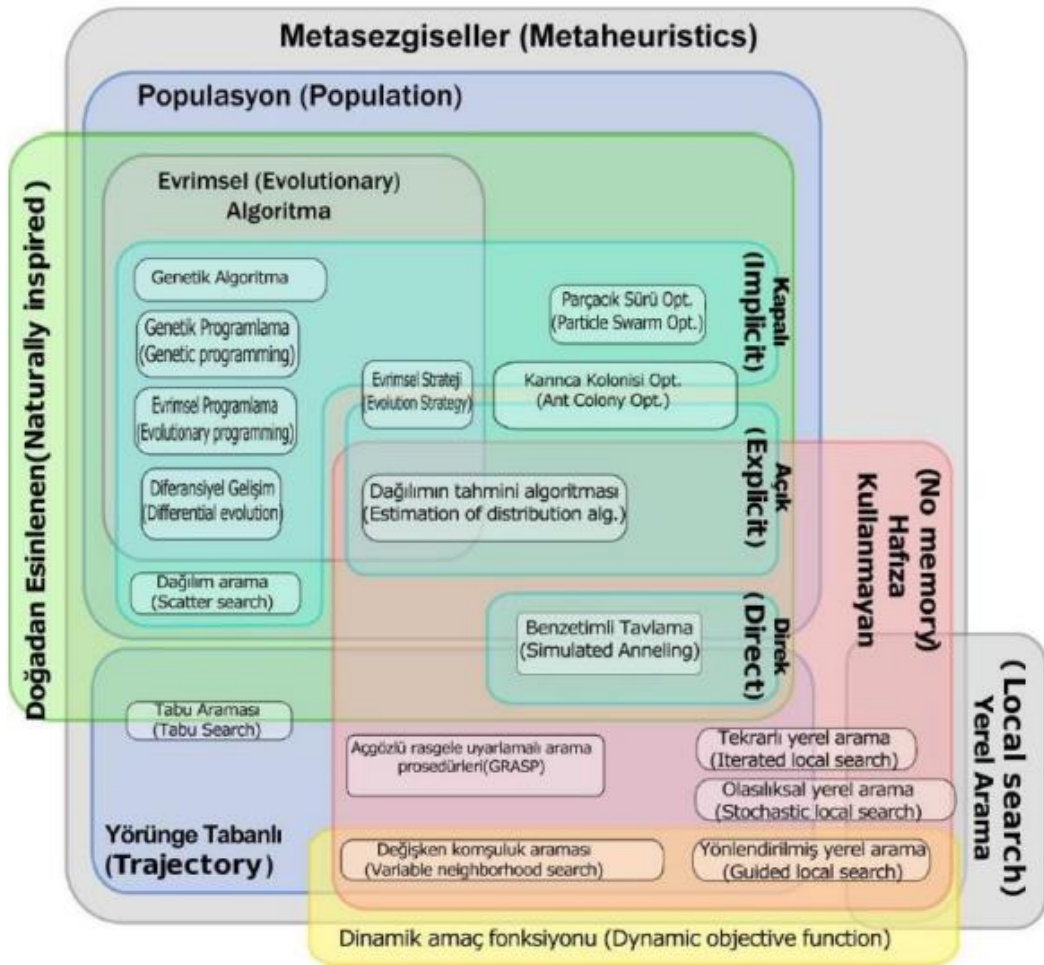 Metasezgiseller (Metaheuristics)
Populasyon (Population)
Doğadan Esinlenen(Naturally inspired)
Evrimsel (Evolutionary)
Algoritma
Genetik Algoritma
Genetik Programlama
(Genetic programming)
Evrimsel Programlama
(Evolutionary programming)
Diferansiyel Gelişim
(Differential evolution)
Dağılım arama
(Scatter search)
Evrimsel Strateji
(Evolution Strategy)
Parçacık Sürü Opt.
(Particle Swarm Opt.)
Karınca Kolonisi Opt.
(Ant Colony Opt.)
Kapalı
(Implicit)
Açık
(Explicit)
Dağılımın tahmini algoritması
(Estimation of distribution alg.)
Direk
(Direct)
Benzetimli Tavlama
(Simulated Anneling)
(No memory)
Hafıza
Kullanmayan
(Local search)
Yerel Arama
Tabu Araması
(Tabu Search)
Açgözlü rasgele uyarlamalı arama
prosedürleri(GRASP)
Tekrarlı yerel arama
(Iterated local search)
Olasılıksal yerel arama
(Stochastic local search)
Yörünge Tabanlı
(Trajectory)
Değişken komşuluk araması
(Variable neighborhood search)
Yönlendirilmiş yerel arama
(Guided local search)
Dinamik amaç fonksiyonu (Dynamic objective function)